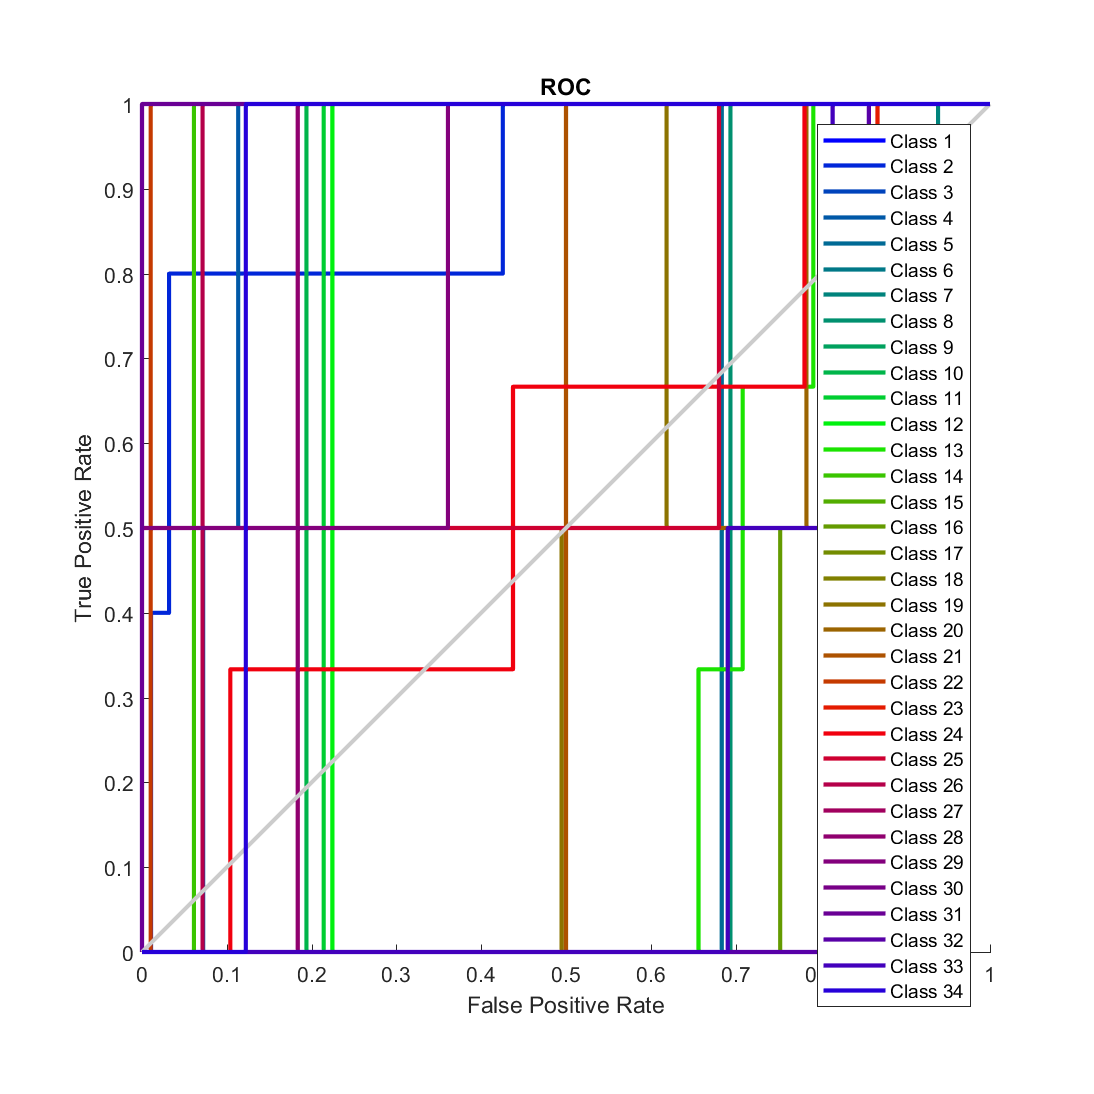 ROC
1
0.9
0.8
0.7
0.6
0.5
0.4
0.3
0.2
0.1
0
True Positive Rate
0 0.1 0.2 0.3 0.4 0.5 0.6 0.7 0 1
False Positive Rate
Class 1
Class 2
Class 3
Class 4
Class 5
Class 6
Class 7
Class 8
Class 9
Class 10
Class 11
Class 12
Class 13
Class 14
Class 15
Class 16
Class 17
Class 18
Class 19
Class 20
Class 21
Class 22
Class 23
Class 24
Class 25
Class 26
Class 27
Class 28
Class 29
Class 30
Class 31
Class 32
Class 33
Class 34